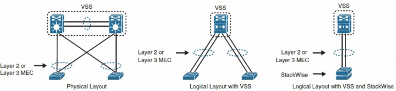 VSS
Layer 2 or
Layer 3 MEC
Physical Layout
VSS
Layer 2 or
Layer 3 MEC
Logical Layout with VSS
VSS
Layer 2 or
Layer 3 MEC
StackWise
Logical Layout with VSS and StackWise